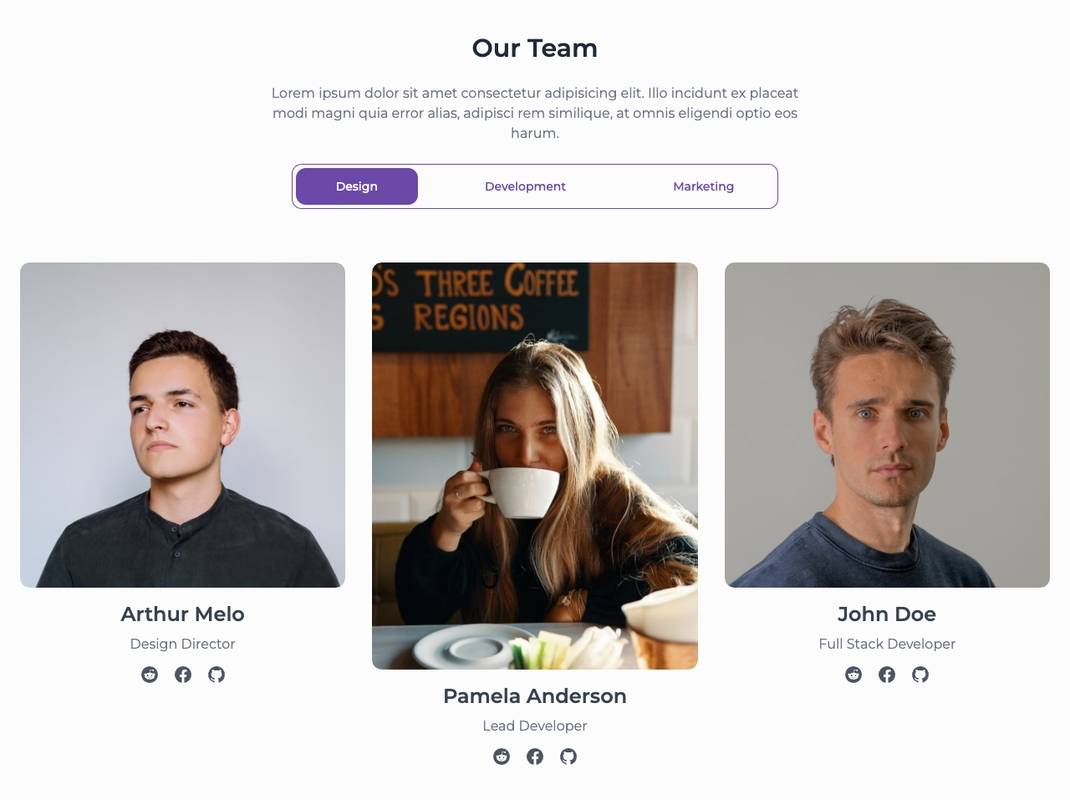 Our Team
Lorem ipsum dolor sit amet consectetur adipisicing elit. Illo incidunt ex placeat
modi magni quia error alias, adipisci rem similique, at omnis eligendi optio eos
harum.
Design
Development
Marketing
THREE COFFEE
REGIONS
Arthur Melo
Design Director
Pamela Anderson
Lead Developer
John Doe
Full Stack Developer